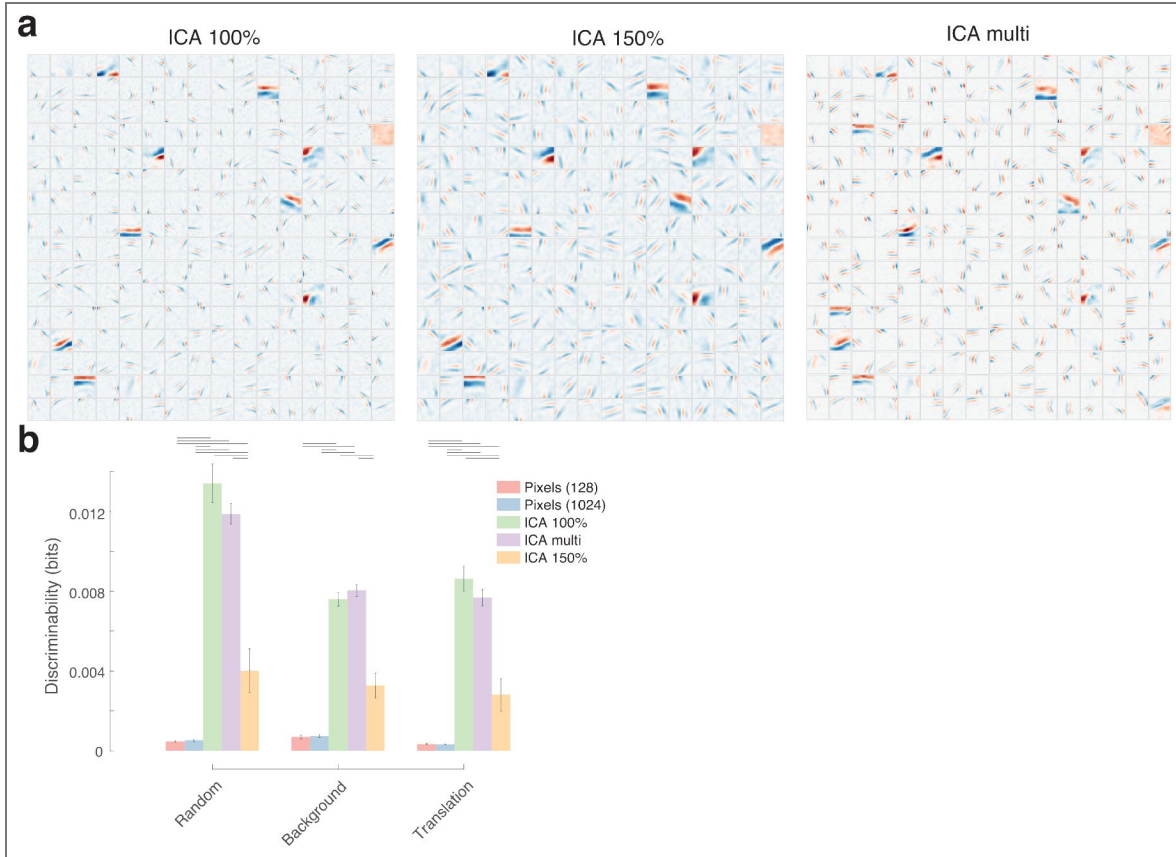 a
ICA 100%
ICA 150%
ICA multi
b
Pixels (128)
Pixels (1024)
ICA 100%
ICA multi
ICA 150%
Discriminability (bits)
0.012
0.008
0.004
0
Random
Background
Translation